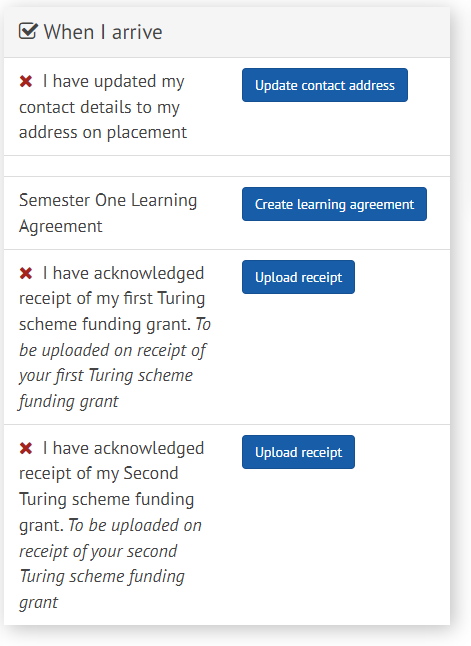 When I arrive
I have updated my
contact details to my
address on placement
Update contact address
Semester One Learning
Agreement
Create learning agreement
I have acknowledged
receipt of my first Turing
scheme funding grant. To
be uploaded on receipt of
your first Turing scheme
funding grant
Upload receipt
I have acknowledged
receipt of my Second
Turing scheme funding
grant. To be uploaded on
receipt of your second
Turing scheme funding
grant
Upload receipt